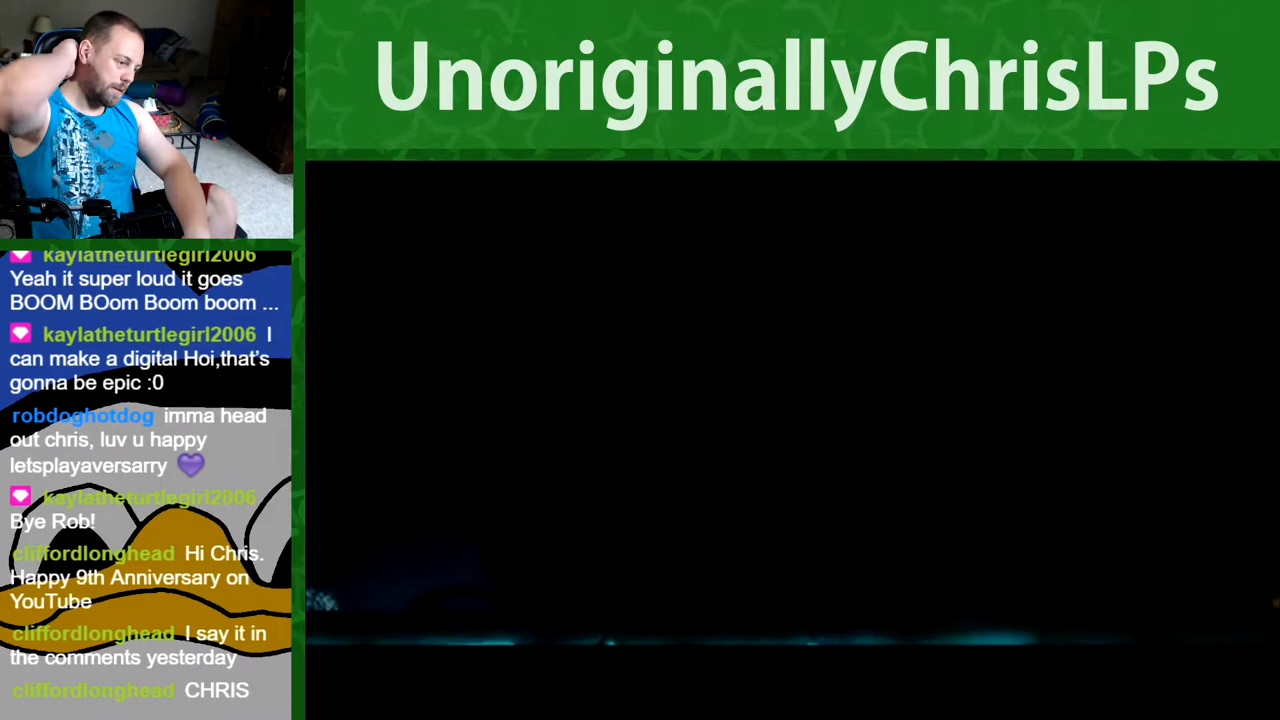 UnoriginallyChrisLPs
kaylatheturtlegirl2006
Yeah it super loud it goes
BOOM BOom Boom boom ...
kaylatheturtlegirl2006 I
can make a digital Hoi,that's
gonna be epic :0
robdoghotdog imma head
out chris, luv u happy
letsplayaversarry 💜
kaylatheturtlegirl2006
Bye Rob!
cliffordlonghead Hi Chris.
Happy 9th Anniversary on
YouTube
cliffordlonghead I say it in
the comments yesterday
cliffordlonghead CHRIS